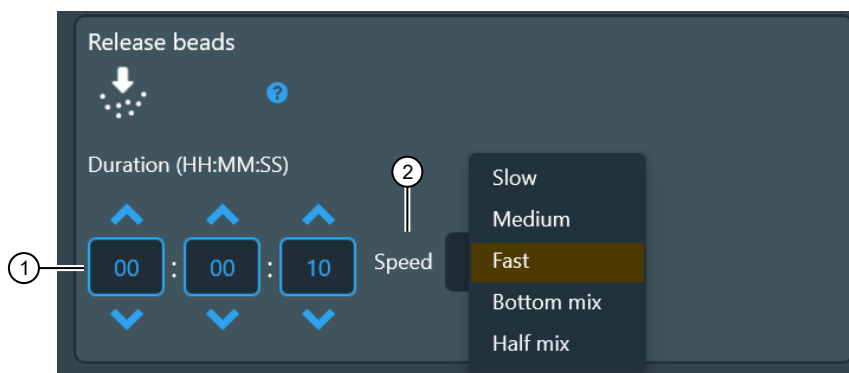 Release beads
?
Duration (HH:MM:SS)
2
Slow
Medium
1
00 : 00 : 10
Speed
Fast
Bottom mix
Half mix